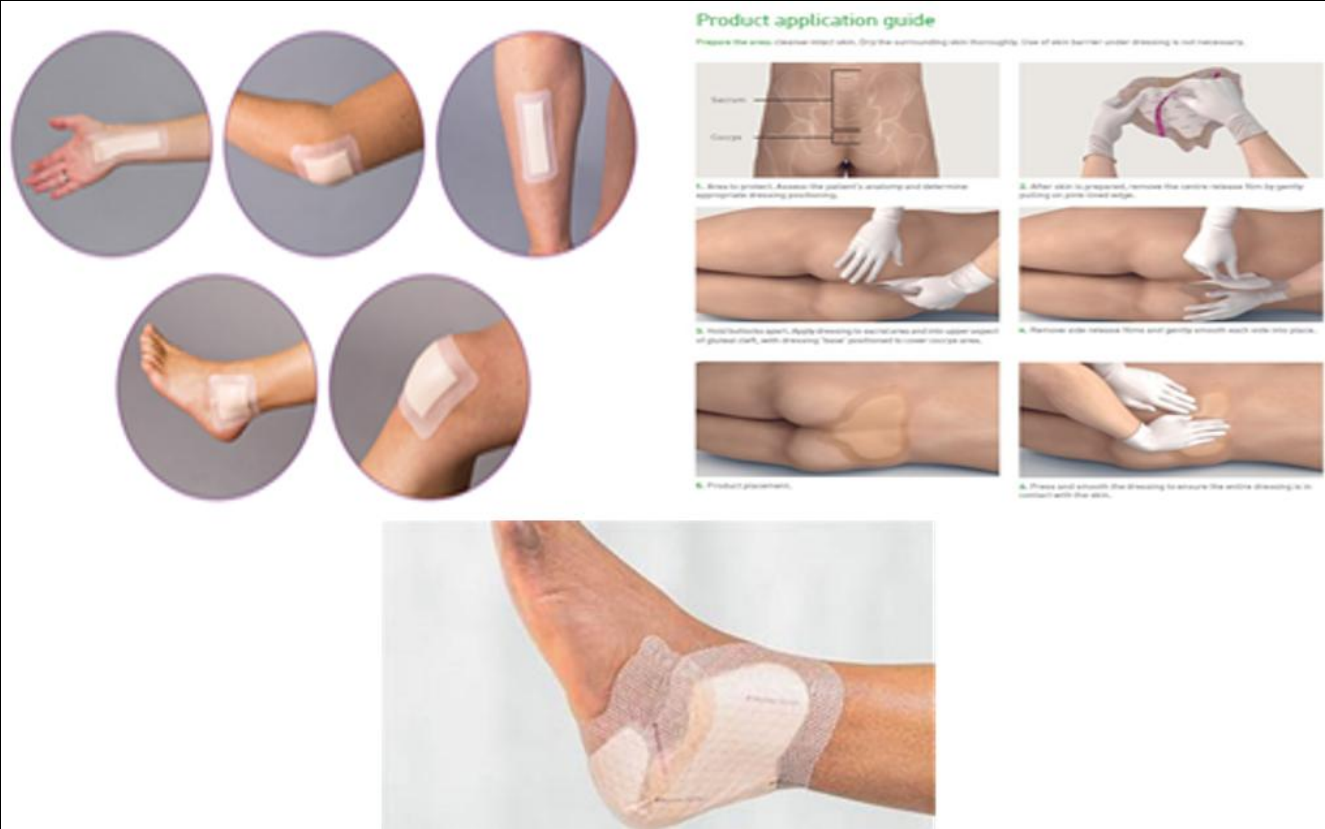 Product application guide
Prepare the area. cleanse intact skin. Dry the surrounding skin thoroughly. Use of skin barrier under dressing is not necessary.
Sacrum
Coccyx
1. Area to protect. Assess the patient's anatomy and determine
appropriate dressing positioning.
2. After skin is prepared, remove the centre release film by gently
pulling on pink-lined edge.
3. Hold buttocks apart. Apply dressing to sacral area and into upper aspect
of gluteal cleft, with dressing 'base' positioned to cover coccyx area.
4. Remove side release films and gently smooth each side into place.
5. Product placement.
6. Press and smooth the dressing to ensure the entire dressing is in
contact with the skin.